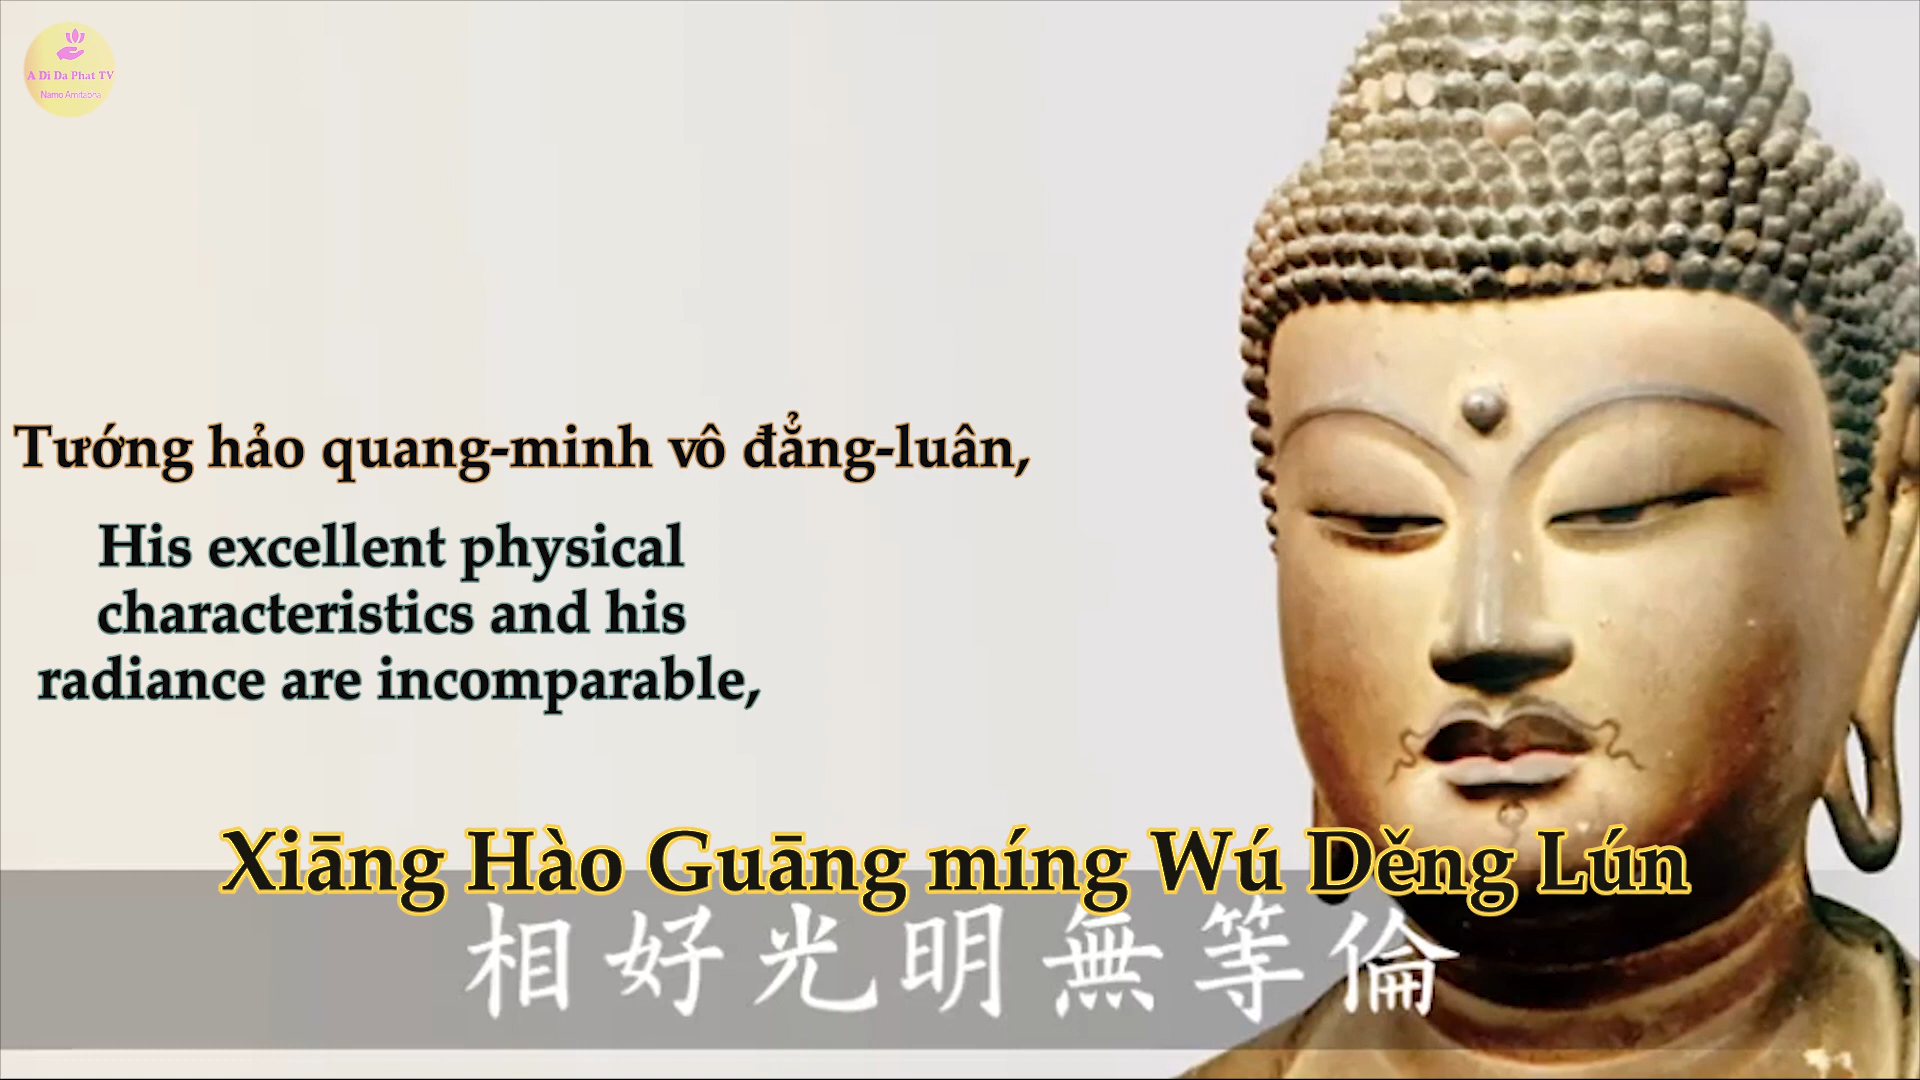 A Di Da Phat TV
Namo Amitabha
Tướng hảo quang-minh vô đẳng-luân,
His excellent physical
characteristics and his
radiance are incomparable,
Xiāng Hào Guāng míng Wú Děng Lún
相好光明無等倫